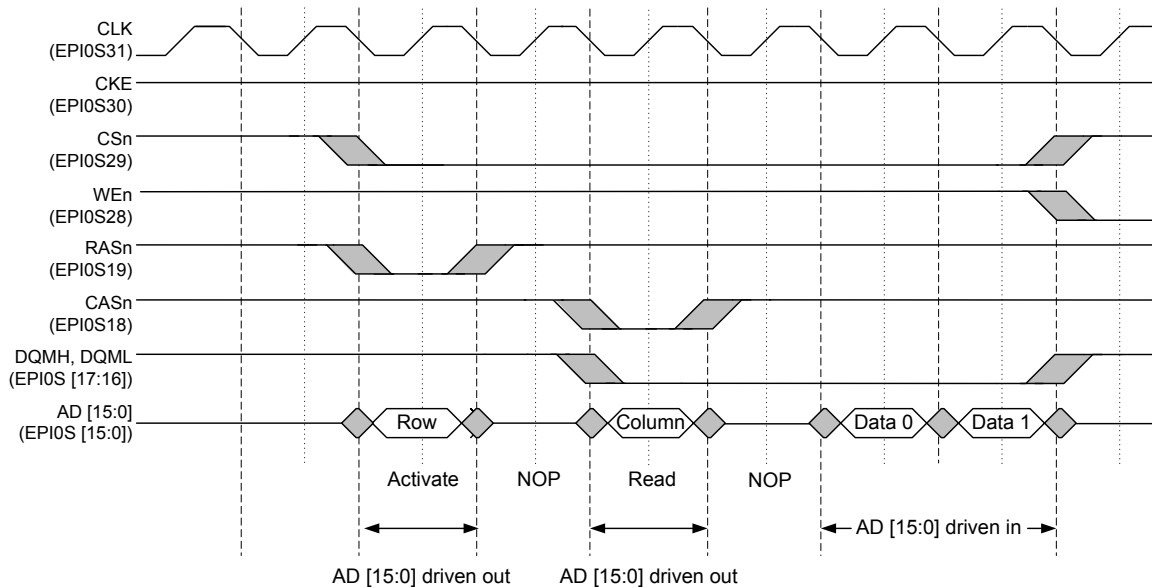 CLK
(EPI0S31)
CKE
(EPI0S30)
CSn
(EPI0S29)
WEn
(EPI0S28)
RASn
(EPI0S19)
CASn
(EPI0S18)
DQMH, DQML
(EPI0S [17:16])
AD [15:0]
(EPI0S [15:0])
Row
Column
Data 0
Data 1
Activate
NOP
Read
NOP
AD [15:0] driven in
AD [15:0] driven out
AD [15:0] driven out